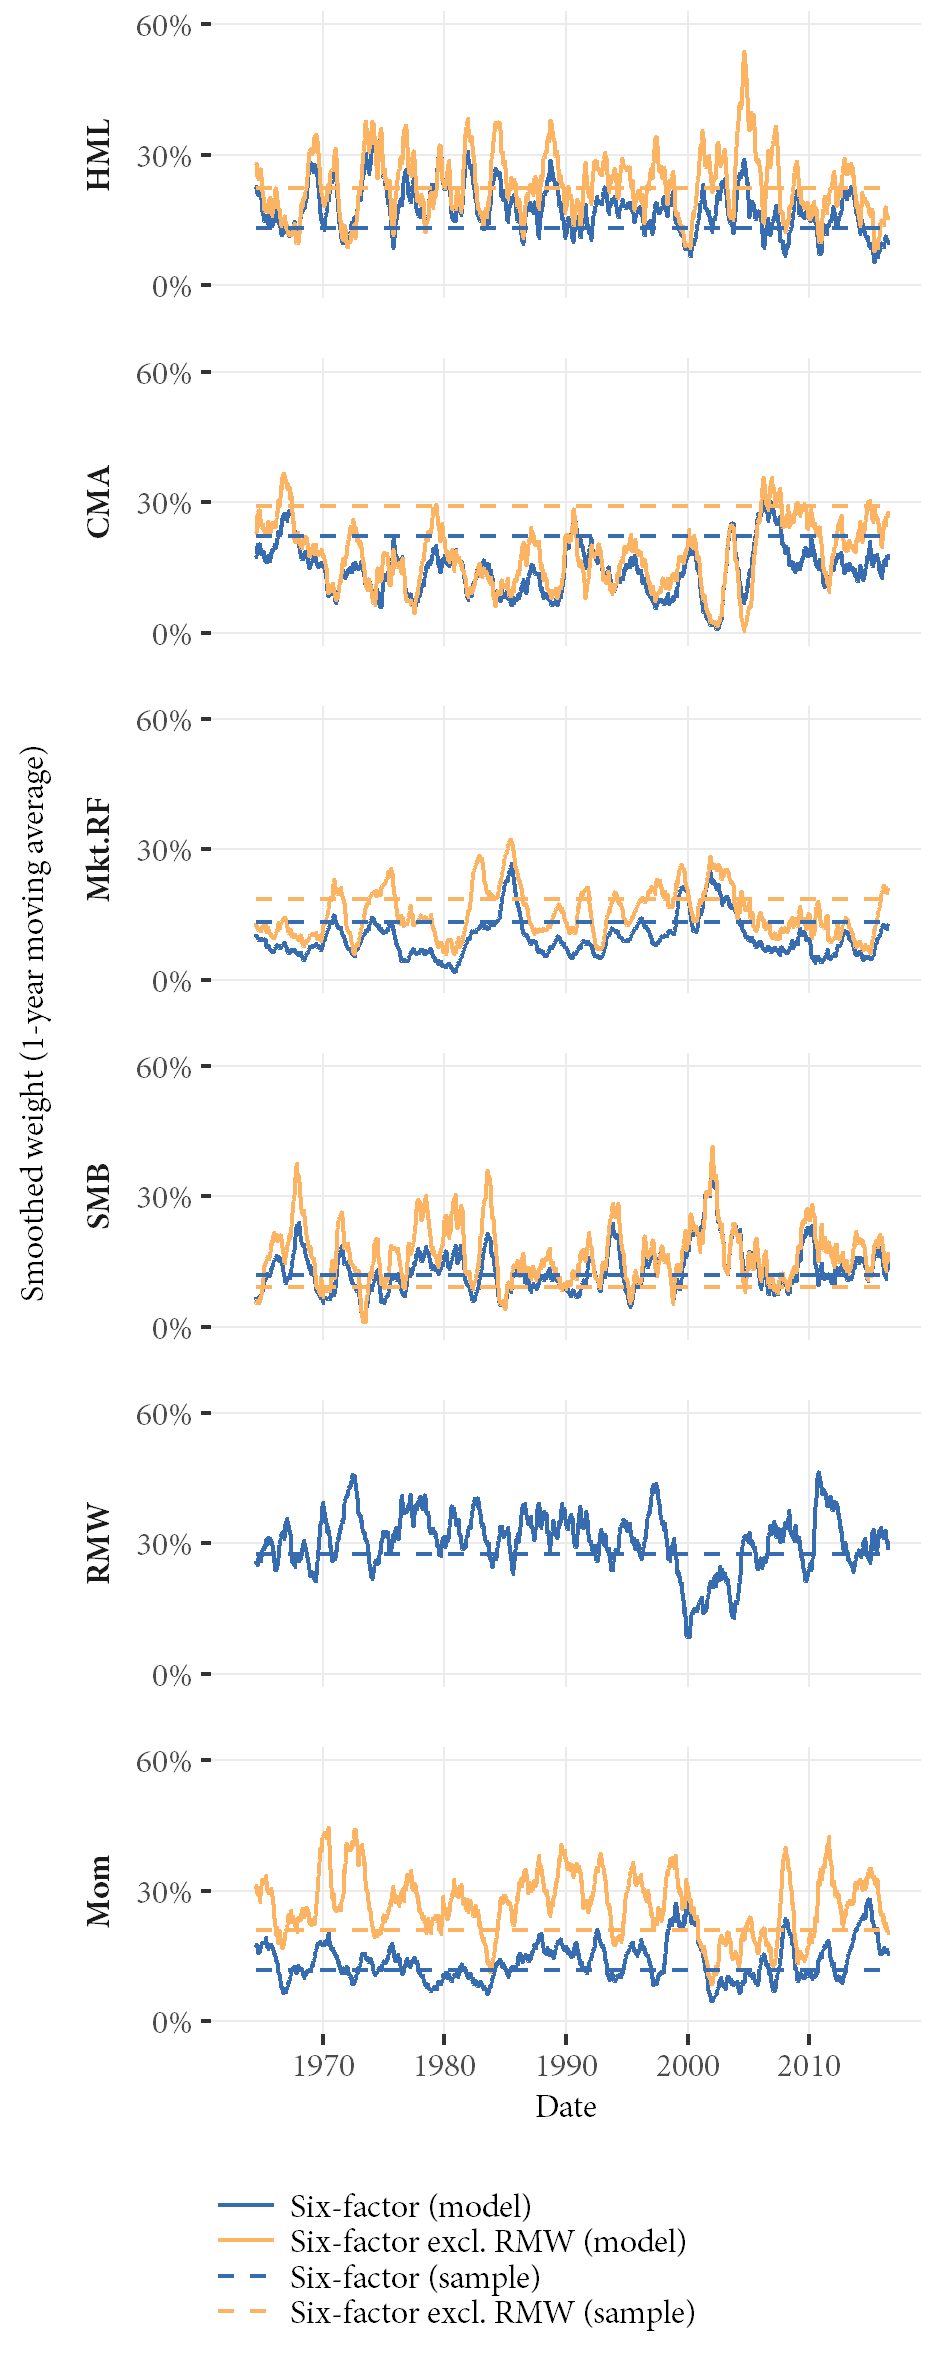 Smoothed weight (1-year moving average)
HML
60%
30%
0%
CMA
60%
30%
0%
Mkt.RF
60%
30%
0%
SMB
60%
30%
0%
RMW
60%
30%
0%
Mom
60%
30%
0%
1970 1980 1990 2000 2010
Date
Six-factor (model)
Six-factor excl. RMW (model)
Six-factor (sample)
Six-factor excl. RMW (sample)